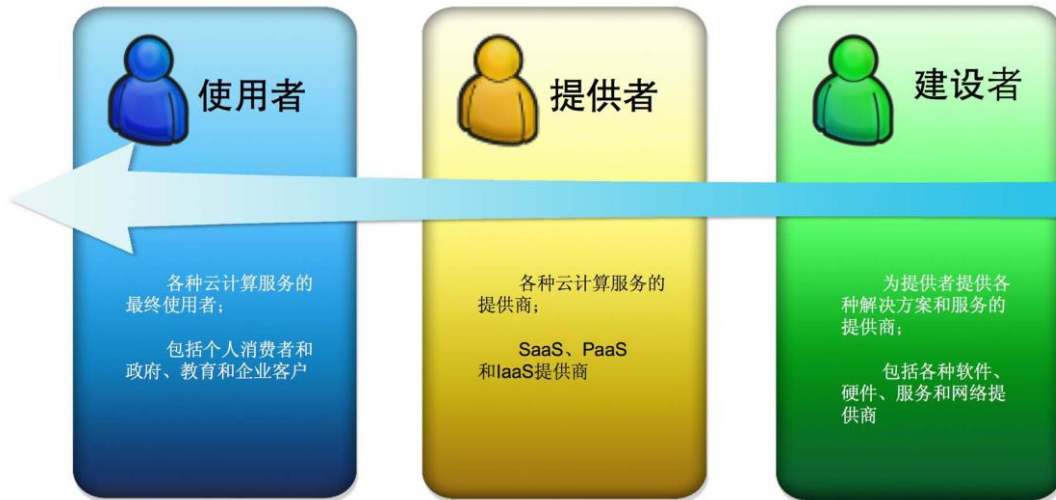 使用者
各种云计算服务的
最终使用者；
包括个人消费者和
政府、教育和企业客户
提供者
各种云计算服务的
提供商；
SaaS、PaaS
和IaaS提供商
建设者
为提供者提供各
种解决方案和服务的
提供商；
包括各种软件、
硬件、服务和网络提
供商